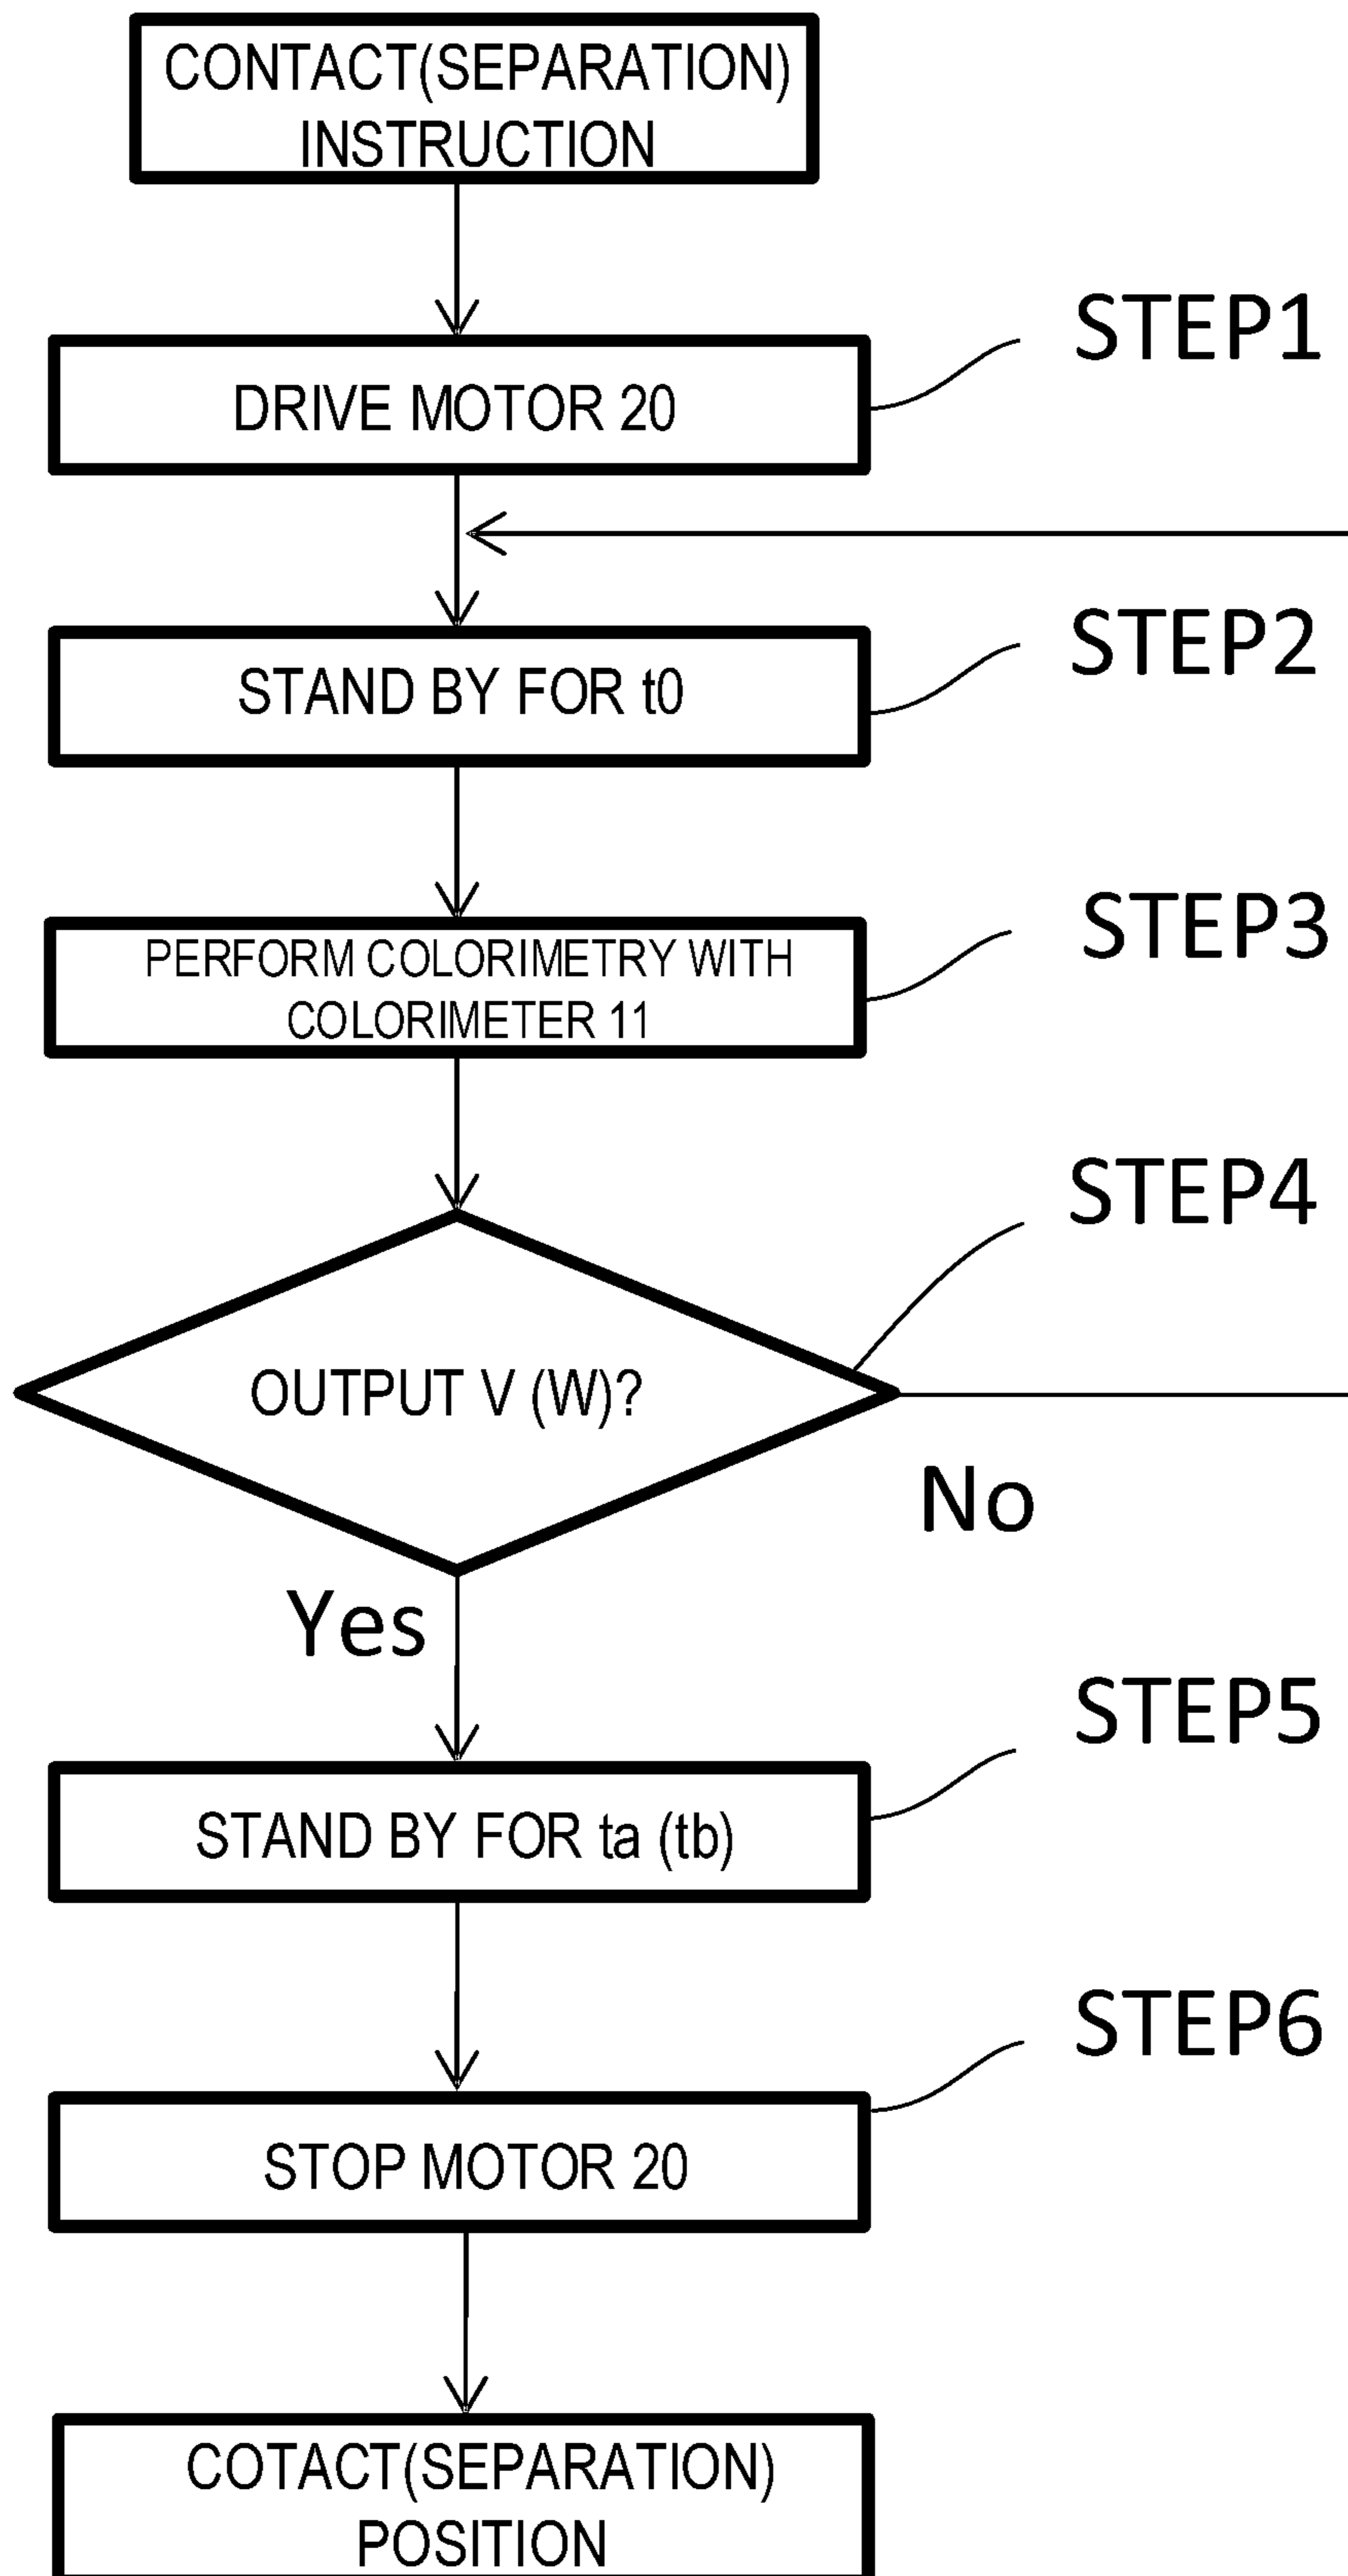 CONTACT(SEPARATION)
INSTRUCTION
STEP1
DRIVE MOTOR 20
STEP2
STAND BY FOR t0
STEP3
PERFORM COLORIMETRY WITH
COLORIMETER 11
STEP4
OUTPUT V (W)?
No
Yes
STEP5
STAND BY FOR ta (tb)
STEP6
STOP MOTOR 20
COTACT(SEPARATION)
POSITION